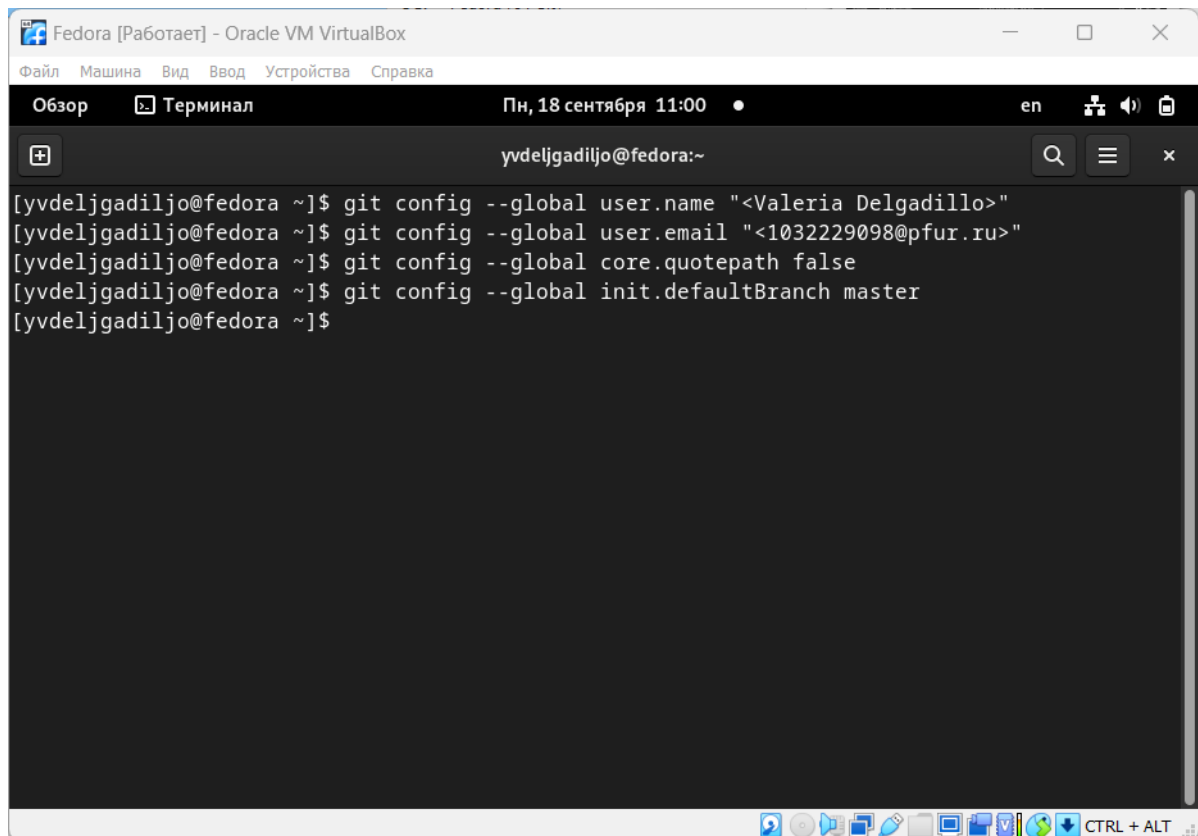 Fedora [Работает] - Oracle VM VirtualBox
Файл Машина Вид Ввод Устройства Справка
Обзор Терминал Пн, 18 сентября 11:00 en
yvdeljgadiljo@fedora:~
[yvdeljgadiljo@fedora ~]$ git config --global user.name "<Valeria Delgadillo>"
[yvdeljgadiljo@fedora ~]$ git config --global user.email "<1032229098@pfur.ru>"
[yvdeljgadiljo@fedora ~]$ git config --global core.quotepath false
[yvdeljgadiljo@fedora ~]$ git config --global init.defaultBranch master
[yvdeljgadiljo@fedora ~]$
CTRL + ALT